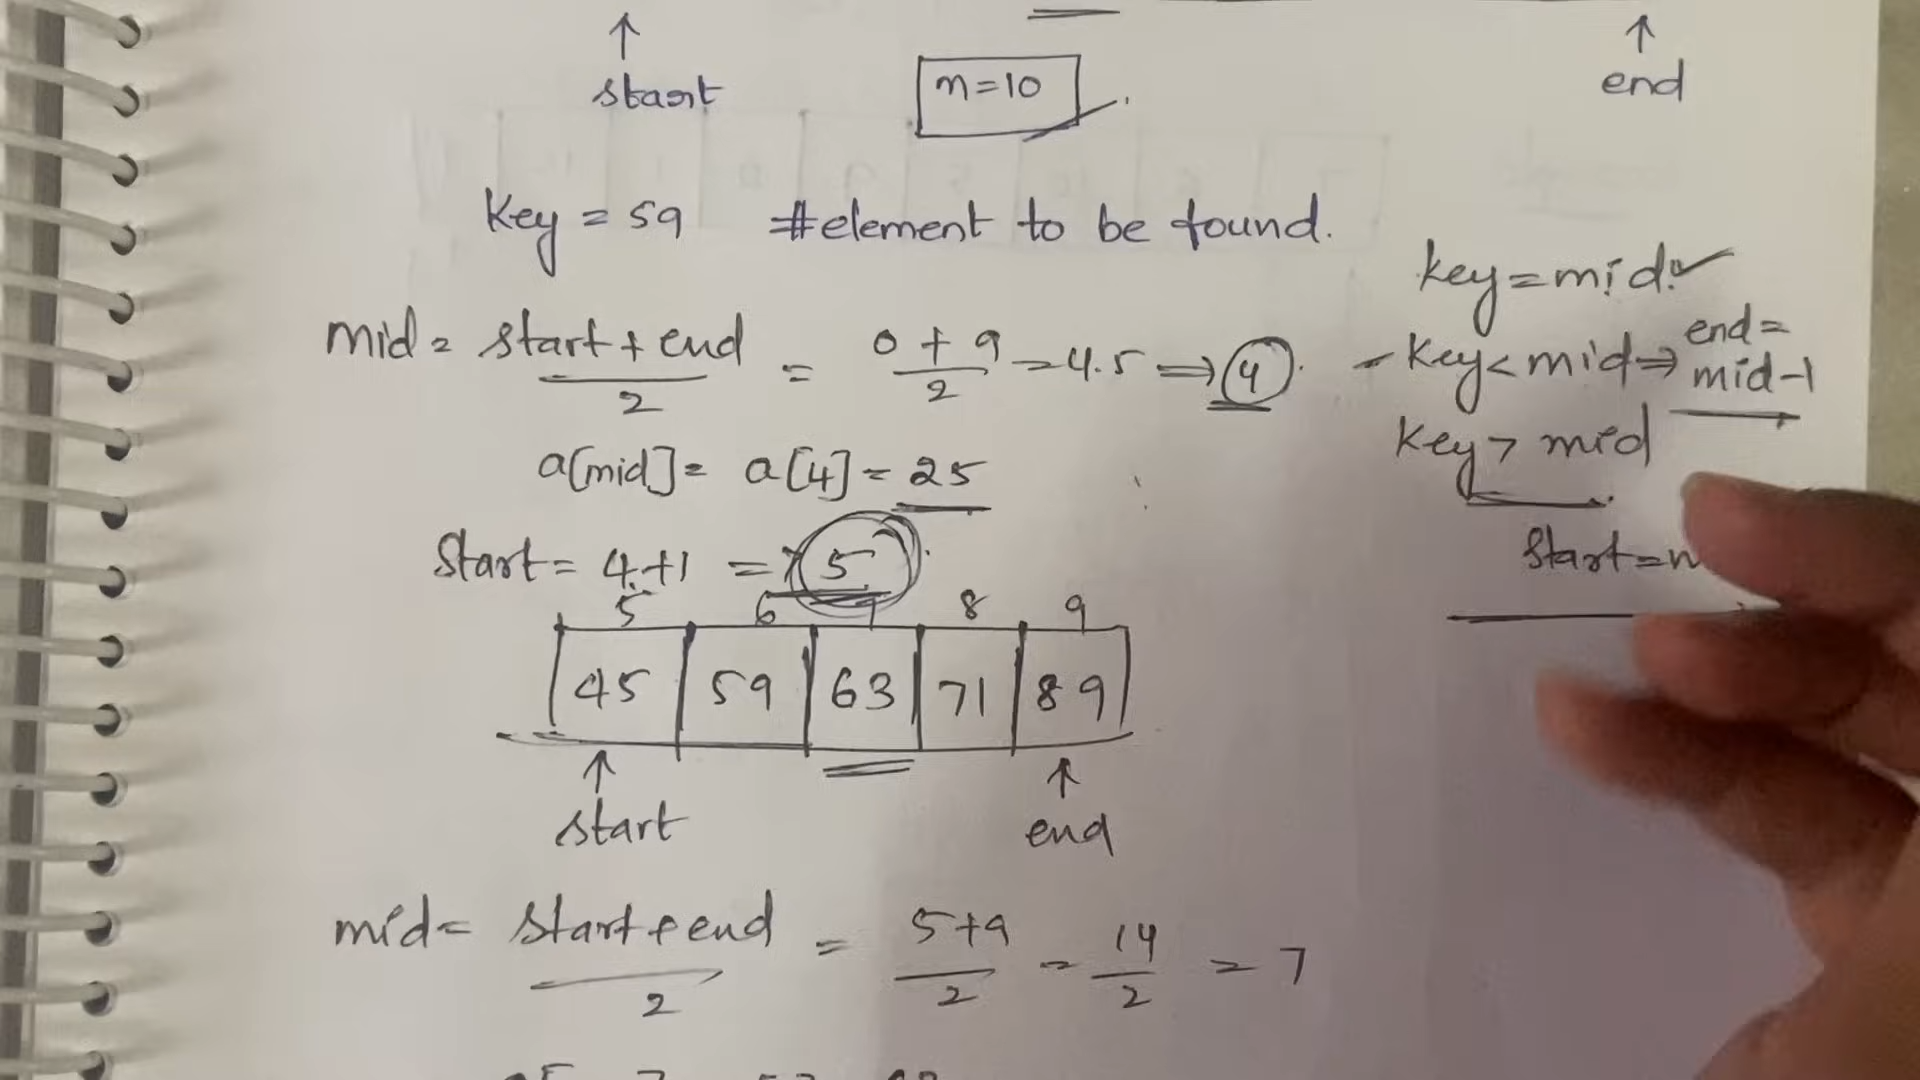 ↑ ↑
start n=10 end
Key = 59 #element to be found.
key=mid
mid = start + end / 2 = 0 + 9 / 2 = 4.5 ⇒ 4
key<mid ⇒ end = mid-1
a[mid] = a[4] = 25
key > mid
start = 4+1 = 5
start =
5 6 7 8 9
45 59 63 71 89
↑ ↑
start end
mid = start + end / 2 = 5+9 / 2 = 14 / 2 = 7